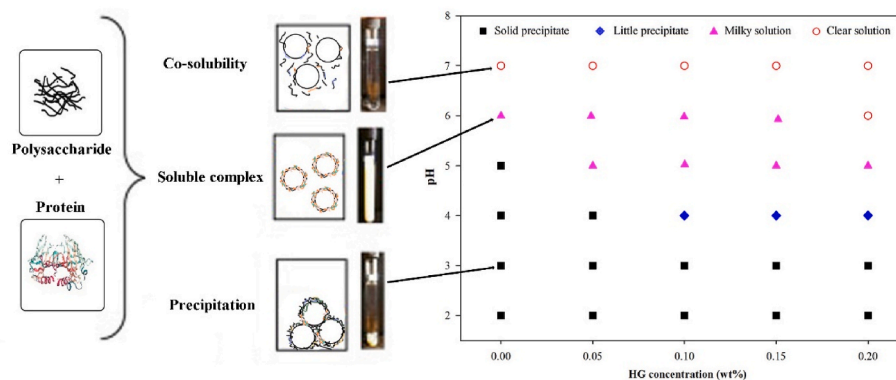 Polysaccharide
+
Protein
Co-solubility
Soluble complex
Precipitation
Solid precipitate
Little precipitate
Milky solution
Clear solution
pH
7
6
5
4
3
2
0.00
0.05
0.10
0.15
0.20
HG concentration (wt%)